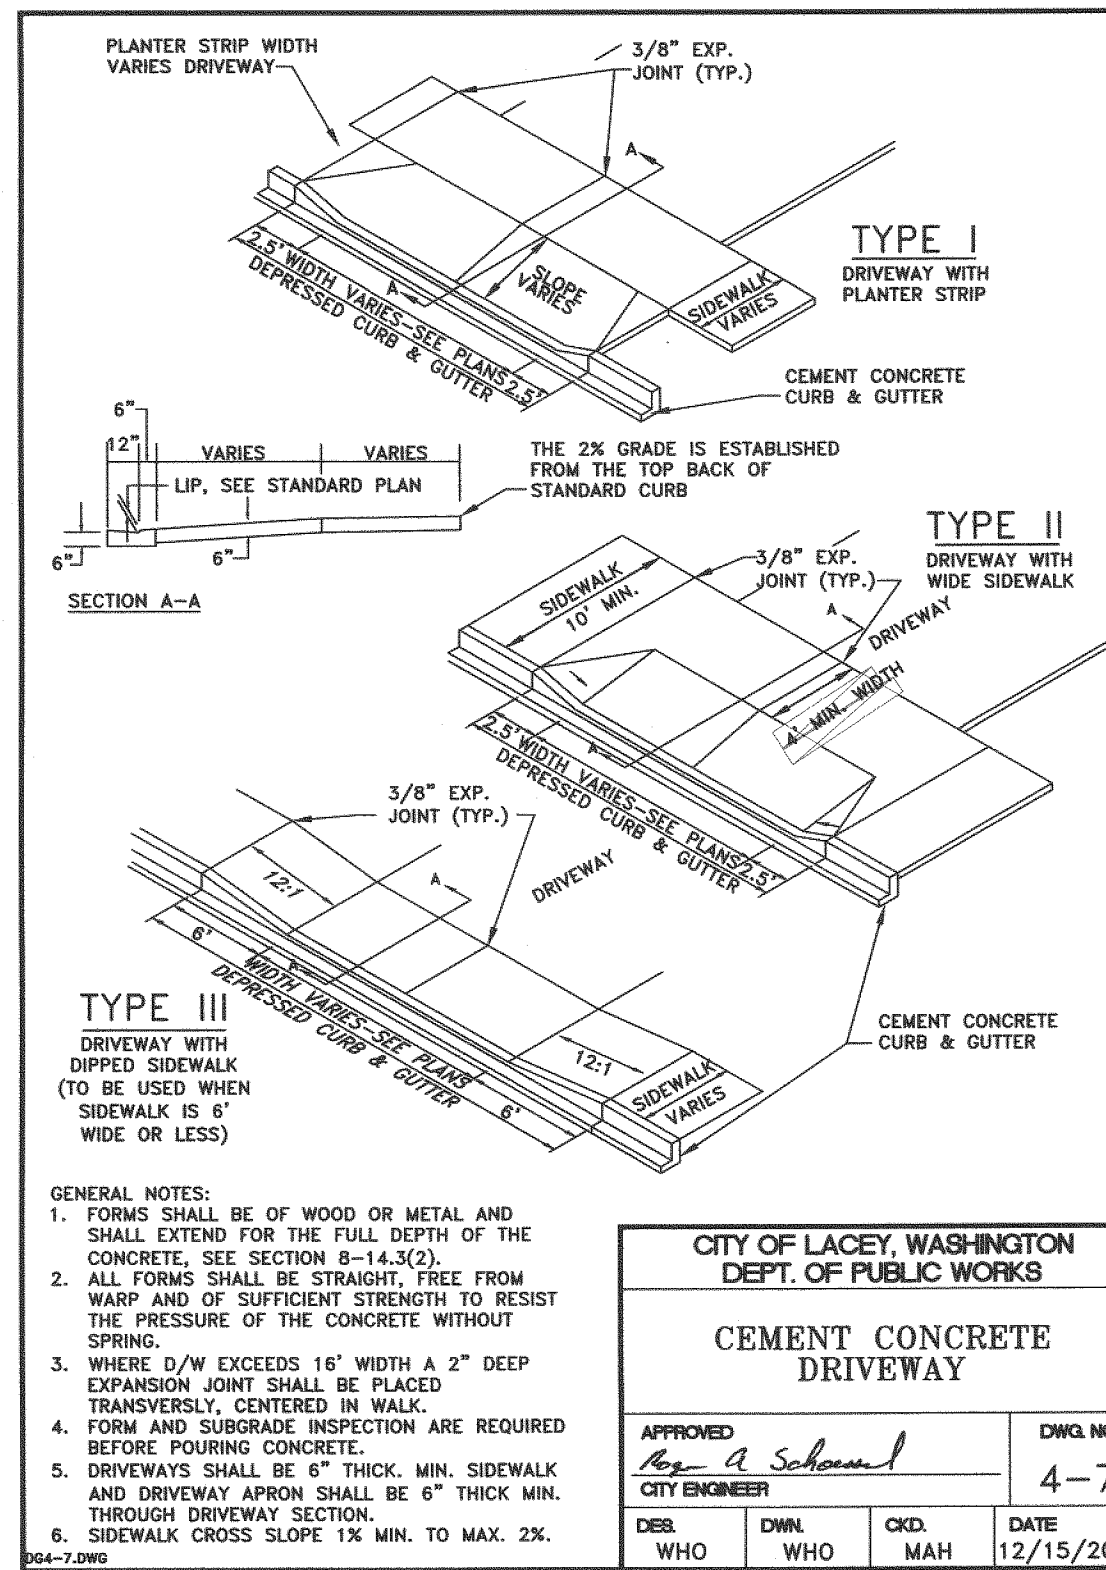 PLANTER STRIP WIDTH
VARIES DRIVEWAY
3/8" EXP.
JOINT (TYP.)
A
TYPE I
DRIVEWAY WITH
PLANTER STRIP
2.5' WIDTH VARIES-SEE PLANS 2.5'
DEPRESSED CURB & GUTTER
A
SLOPE
VARIES
SIDEWALK
VARIES
CEMENT CONCRETE
CURB & GUTTER
6"
12"
VARIES
VARIES
LIP, SEE STANDARD PLAN
THE 2% GRADE IS ESTABLISHED
FROM THE TOP BACK OF
STANDARD CURB
6"
6"
SECTION A-A
TYPE II
DRIVEWAY WITH
WIDE SIDEWALK
3/8" EXP.
JOINT (TYP.)
SIDEWALK
10' MIN.
A
DRIVEWAY
4' MIN. WIDTH
2.5' WIDTH VARIES-SEE PLANS 2.5'
DEPRESSED CURB & GUTTER
A
3/8" EXP.
JOINT (TYP.)
12:1
A
DRIVEWAY
6'
A
WIDTH VARIES-SEE PLANS
DEPRESSED CURB & GUTTER
6'
12:1
SIDEWALK
VARIES
TYPE III
DRIVEWAY WITH
DIPPED SIDEWALK
(TO BE USED WHEN
SIDEWALK IS 6'
WIDE OR LESS)
CEMENT CONCRETE
CURB & GUTTER
GENERAL NOTES:
1. FORMS SHALL BE OF WOOD OR METAL AND
SHALL EXTEND FOR THE FULL DEPTH OF THE
CONCRETE, SEE SECTION 8-14.3(2).
2. ALL FORMS SHALL BE STRAIGHT, FREE FROM
WARP AND OF SUFFICIENT STRENGTH TO RESIST
THE PRESSURE OF THE CONCRETE WITHOUT
SPRING.
3. WHERE D/W EXCEEDS 16' WIDTH A 2" DEEP
EXPANSION JOINT SHALL BE PLACED
TRANSVERSLY, CENTERED IN WALK.
4. FORM AND SUBGRADE INSPECTION ARE REQUIRED
BEFORE POURING CONCRETE.
5. DRIVEWAYS SHALL BE 6" THICK. MIN. SIDEWALK
AND DRIVEWAY APRON SHALL BE 6" THICK MIN.
THROUGH DRIVEWAY SECTION.
6. SIDEWALK CROSS SLOPE 1% MIN. TO MAX. 2%.
DG4-7.DWG
CITY OF LACEY, WASHINGTON
DEPT. OF PUBLIC WORKS
CEMENT CONCRETE
DRIVEWAY
APPROVED
CITY ENGINEER
DWG. NO
4-7
DES.
WHO
DWN.
WHO
CKD.
MAH
DATE
12/15/20